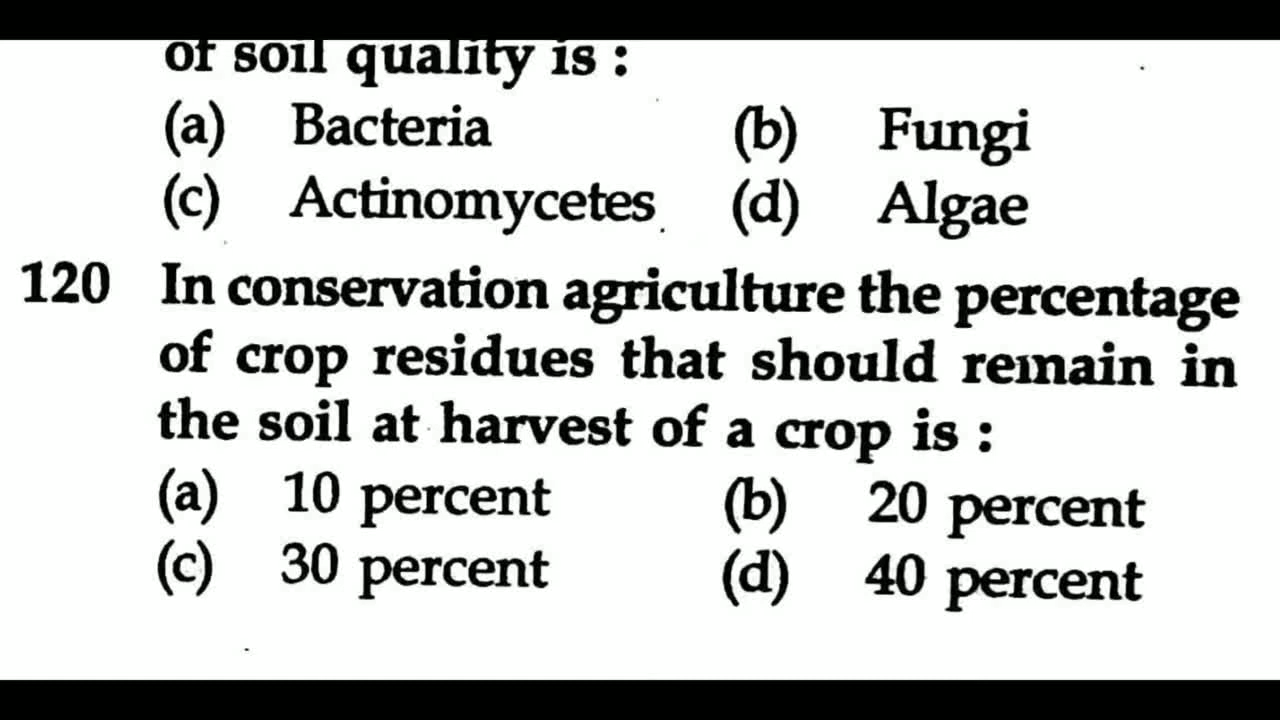 of soil quality is :
(a) Bacteria (b) Fungi
(c) Actinomycetes (d) Algae
120 In conservation agriculture the percentage
of crop residues that should remain in
the soil at harvest of a crop is :
(a) 10 percent (b) 20 percent
(c) 30 percent (d) 40 percent